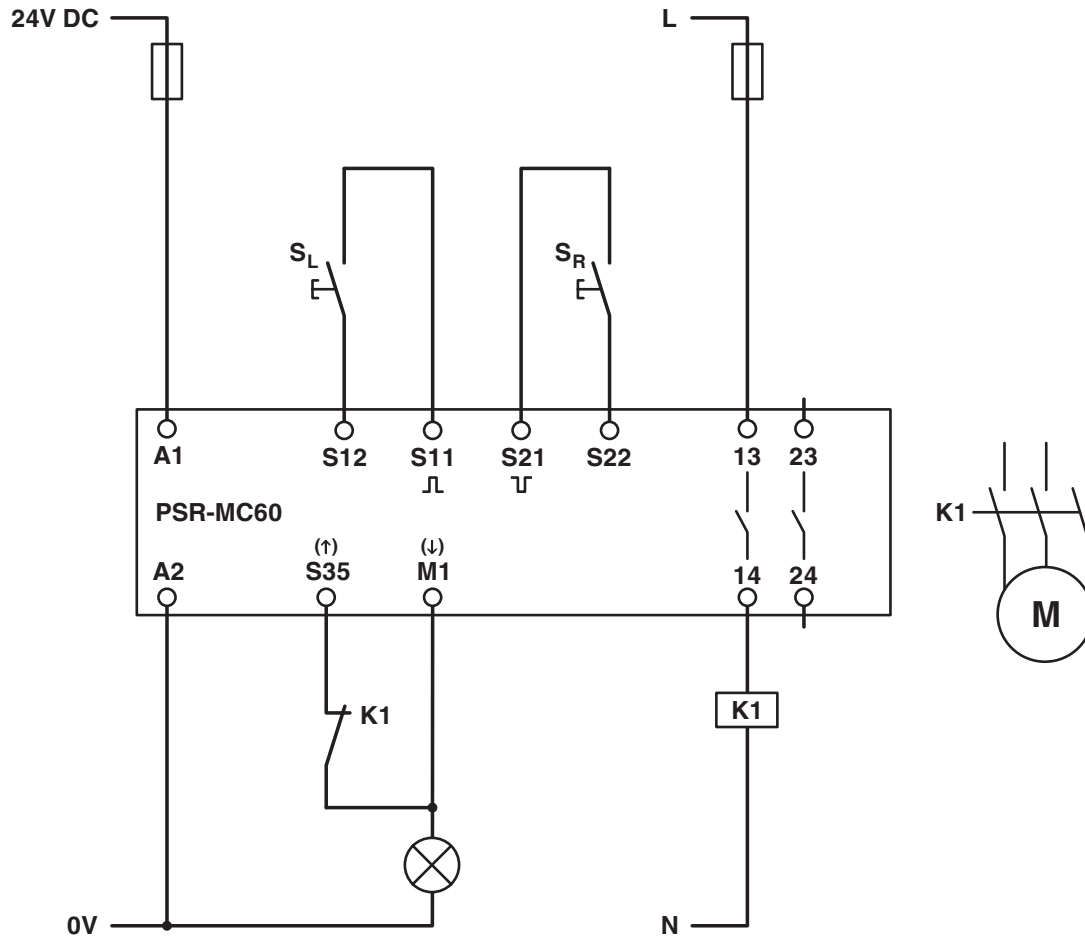 24V DC
L
S_L
S_R
A1
S12
S11
S21
S22
13
23
PSR-MC60
K1
(↑)
(↓)
A2
S35
M1
14
24
M
K1
K1
0V
N